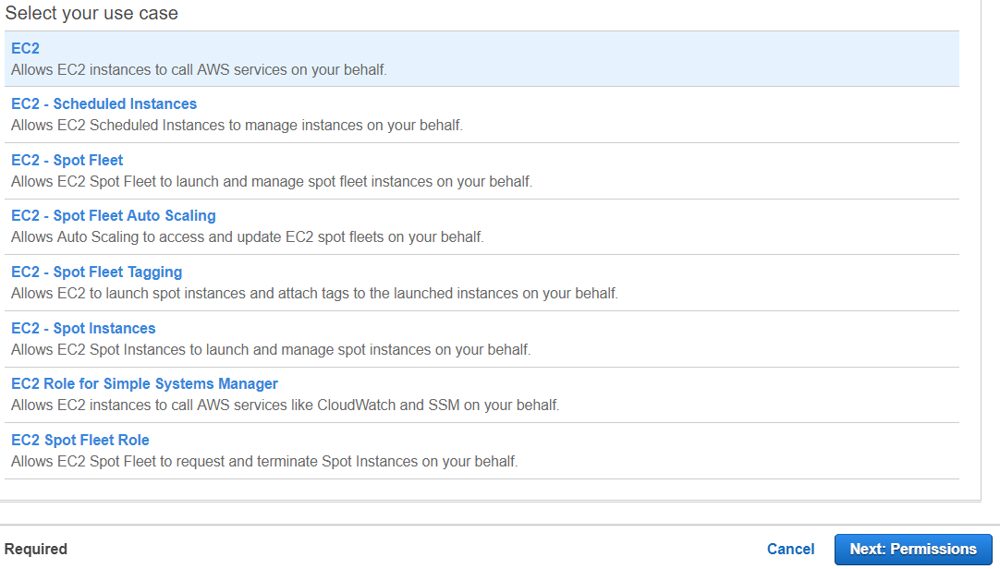 Select your use case
EC2
Allows EC2 instances to call AWS services on your behalf.
EC2 - Scheduled Instances
Allows EC2 Scheduled Instances to manage instances on your behalf.
EC2 - Spot Fleet
Allows EC2 Spot Fleet to launch and manage spot fleet instances on your behalf.
EC2 - Spot Fleet Auto Scaling
Allows Auto Scaling to access and update EC2 spot fleets on your behalf.
EC2 - Spot Fleet Tagging
Allows EC2 to launch spot instances and attach tags to the launched instances on your behalf.
EC2 - Spot Instances
Allows EC2 Spot Instances to launch and manage spot instances on your behalf.
EC2 Role for Simple Systems Manager
Allows EC2 instances to call AWS services like CloudWatch and SSM on your behalf.
EC2 Spot Fleet Role
Allows EC2 Spot Fleet to request and terminate Spot Instances on your behalf.
Required
Cancel
Next: Permissions